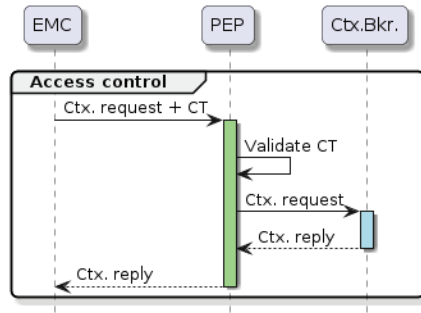 EMC
PEP
Ctx.Bkr.
Access control
Ctx. request + CT
Validate CT
Ctx. request
Ctx. reply
Ctx. reply